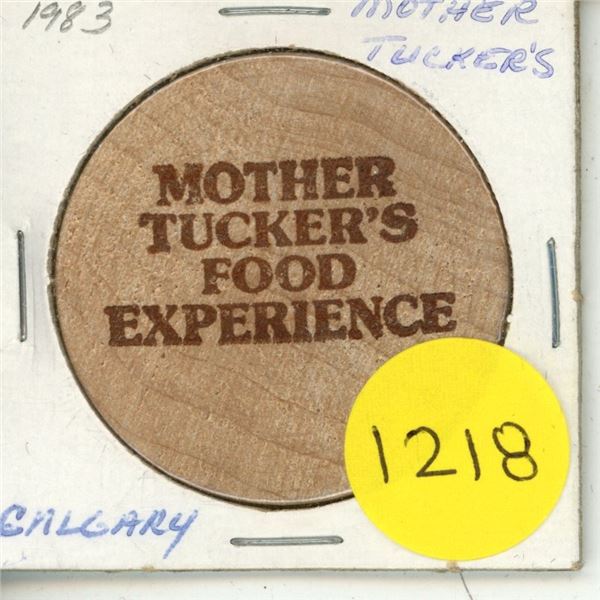 1983
MOTHER
TUCKER'S
MOTHER
TUCKER'S
FOOD
EXPERIENCE
1218
CALGARY